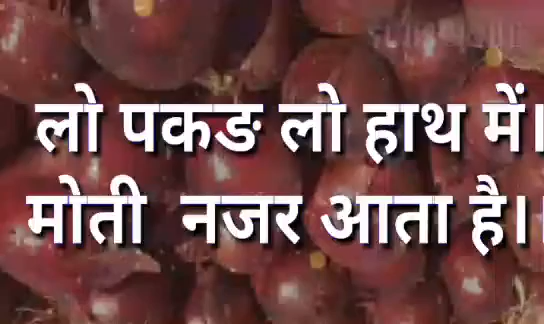 लो पकङ लो हाथ में।
मोती नजर आता है।।